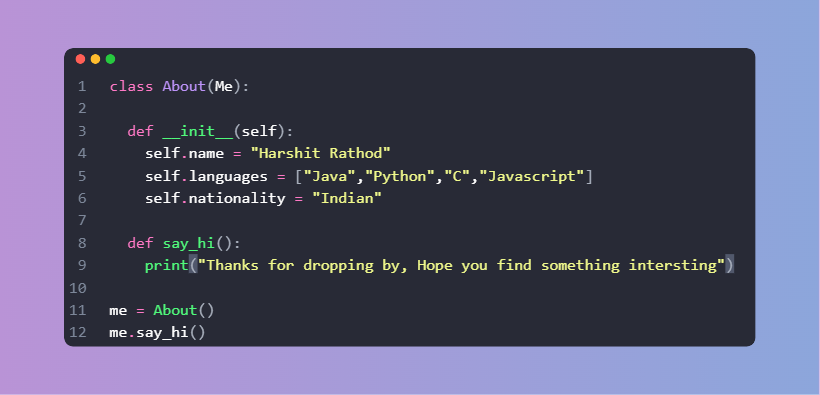 1 class About(Me):
2
3 def __init__(self):
4 self.name = "Harshit Rathod"
5 self.languages = ["Java","Python","C","Javascript"]
6 self.nationality = "Indian"
7
8 def say_hi():
9 print("Thanks for dropping by, Hope you find something intersting")
10
11 me = About()
12 me.say_hi()